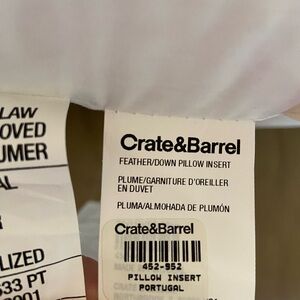 LAW
OVED
UMER
AL
R
LIZED
533 PT
Crate&Barrel
FEATHER/DOWN PILLOW INSERT
PLUME/GARNITURE D'OREILLER
EN DUVET
PLUMA/ALMOHADA DE PLUMÓN
Crate&Barrel
452-952
PILLOW INSERT
PORTUGAL